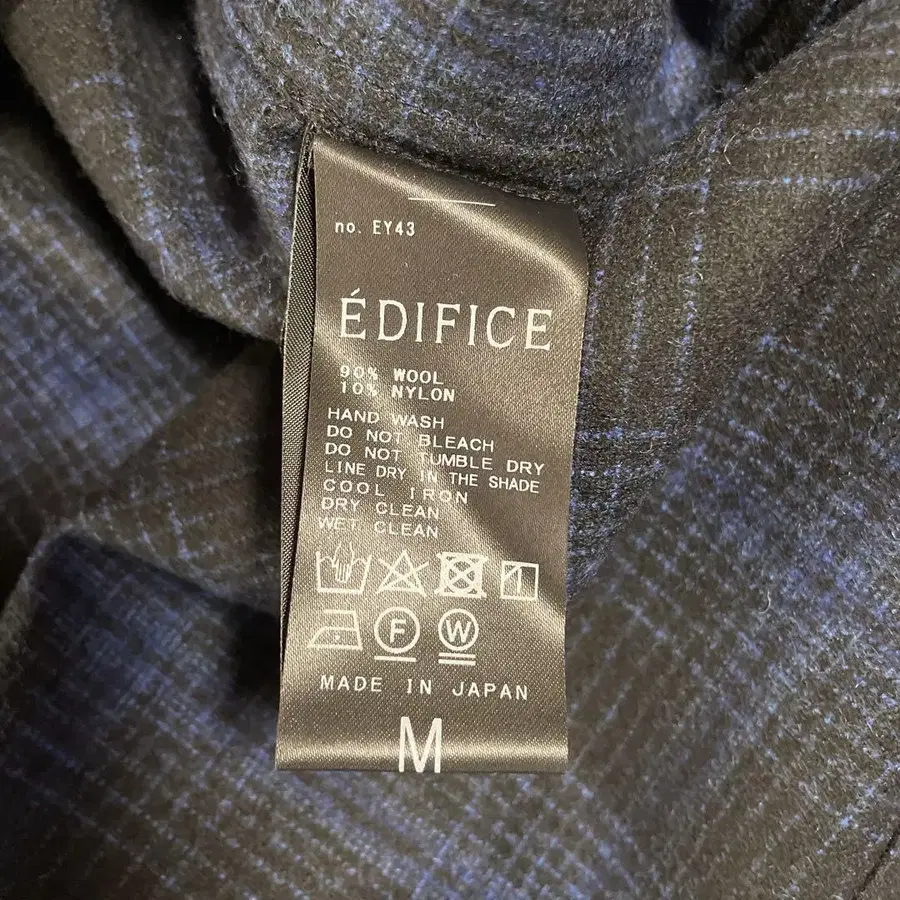 no. EY43
ÉDIFICE
90% WOOL
10% NYLON
HAND WASH
DO NOT BLEACH
DO NOT TUMBLE DRY
LINE DRY IN THE SHADE
COOL IRON
DRY CLEAN
WET CLEAN
F W
MADE IN JAPAN
M